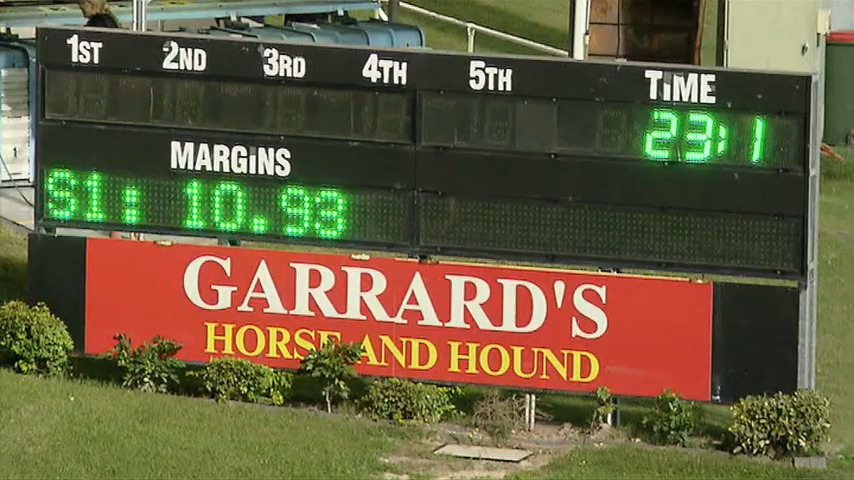 1ST 2ND 3RD 4TH 5TH TIME
23:1
MARGINS
S1: 10.93
GARRARD'S
HORSE AND HOUND